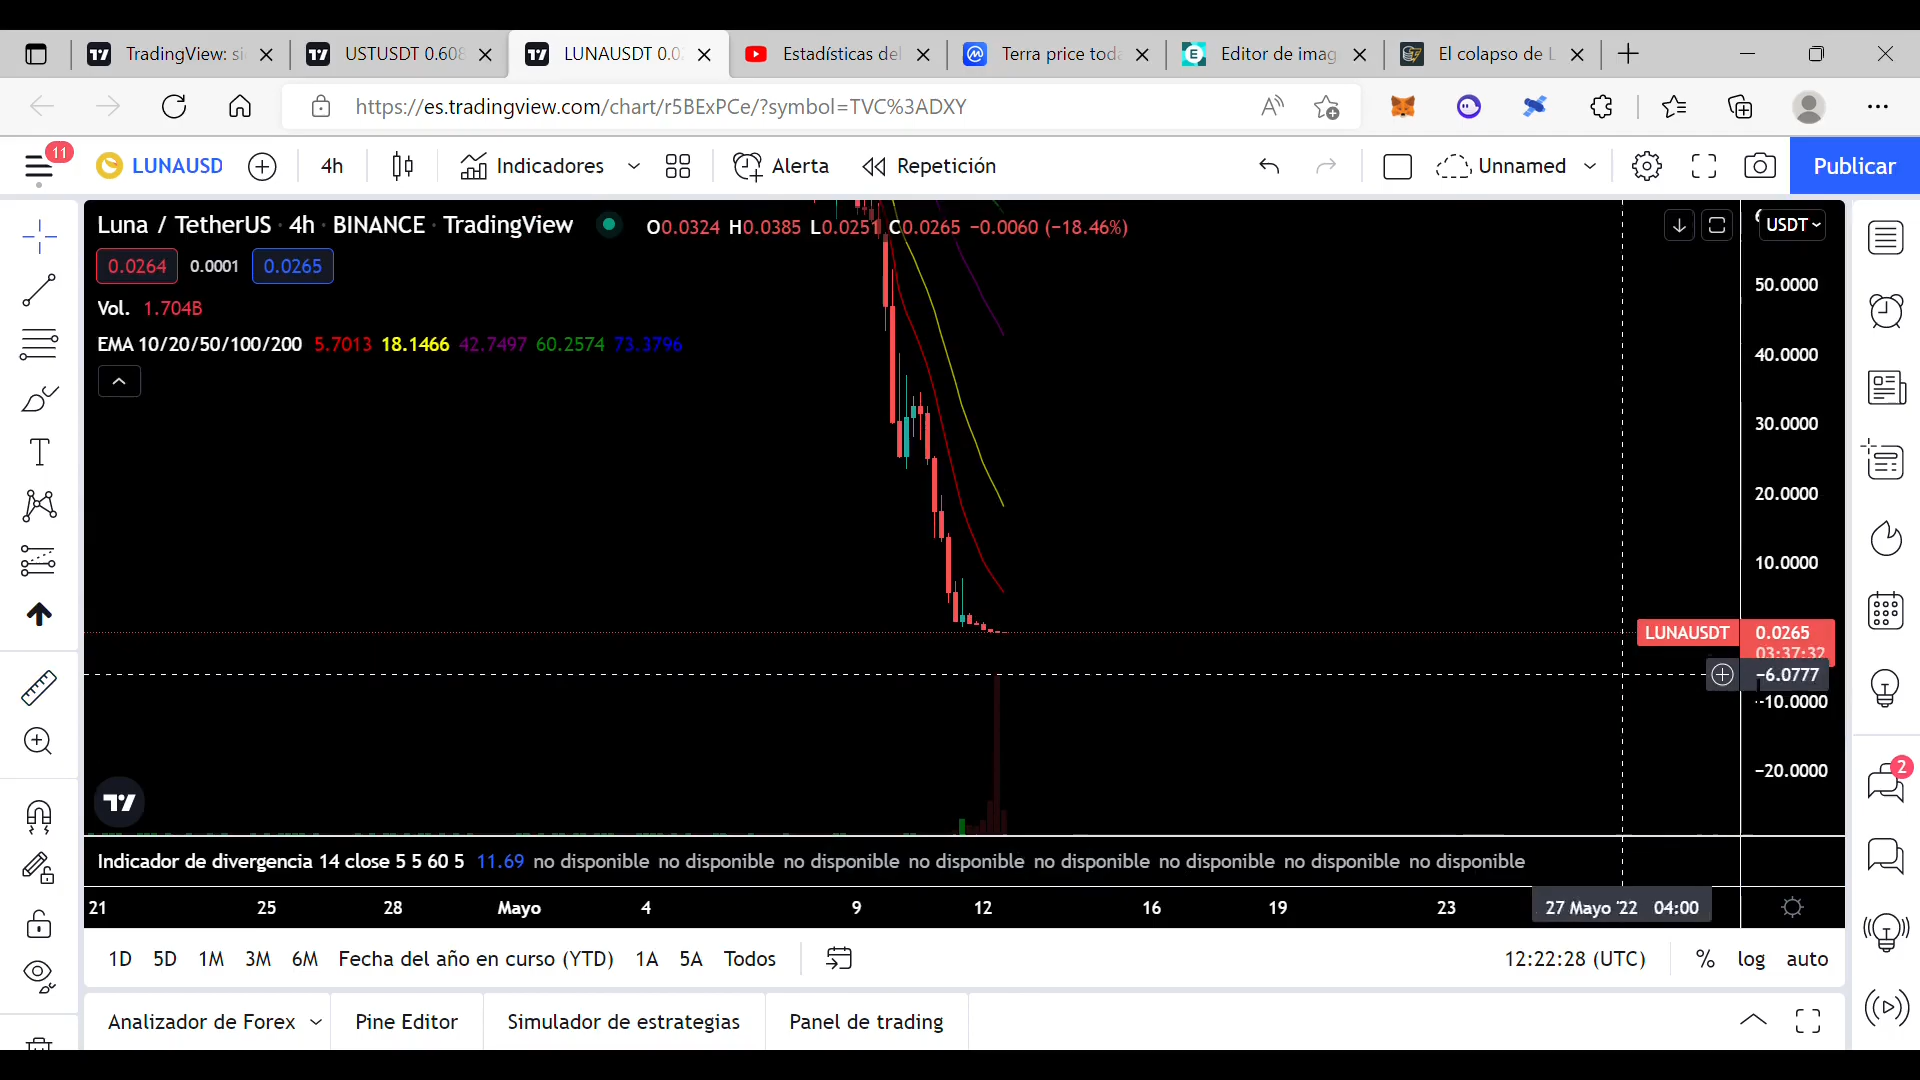 TradingView: si
USTUSDT 0.608
LUNAUSDT 0.0
Estadísticas del
Terra price toda
Editor de imag
El colapso de L
https://es.tradingview.com/chart/r5BExPCe/?symbol=TVC%3ADXY
11
LUNAUSD
4h
Indicadores
Alerta
Repetición
Unnamed
Publicar
Luna / TetherUS · 4h · BINANCE · TradingView
O0.0324 H0.0385 L0.0251 C0.0265 −0.0060 (−18.46%)
USDT
0.0264
0.0001
0.0265
Vol. 1.704B
EMA 10/20/50/100/200 5.7013 18.1466 42.7497 60.2574 73.3796
50.0000
40.0000
30.0000
20.0000
10.0000
LUNAUSDT
0.0265
03:37:32
−6.0777
-10.0000
−20.0000
2
Indicador de divergencia 14 close 5 5 60 5 11.69 no disponible no disponible no disponible no disponible no disponible no disponible no disponible no disponible
21 25 28 Mayo 4 9 12 16 19 23 27 Mayo '22 04:00
1D 5D 1M 3M 6M Fecha del año en curso (YTD) 1A 5A Todos
12:22:28 (UTC)
% log auto
Analizador de Forex
Pine Editor
Simulador de estrategias
Panel de trading